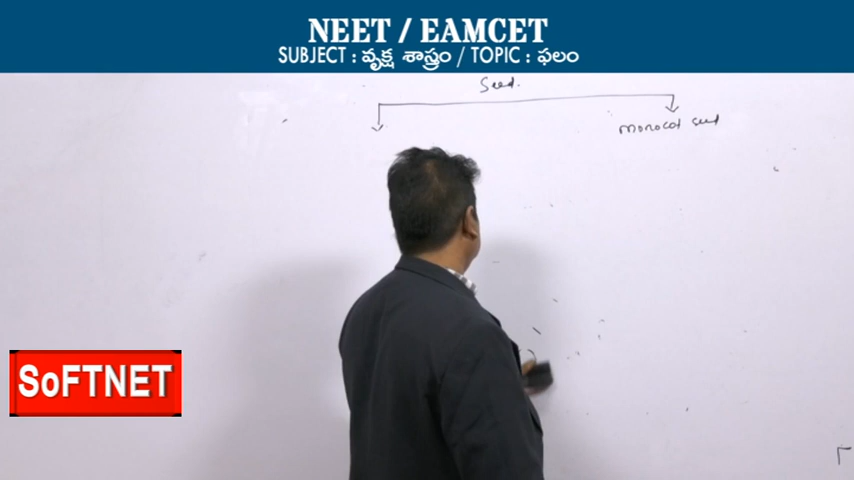 NEET / EAMCET
SUBJECT : వృక్ష శాస్త్రం / TOPIC : ఫలం
Seed.
Monocot seed
SoFTNET